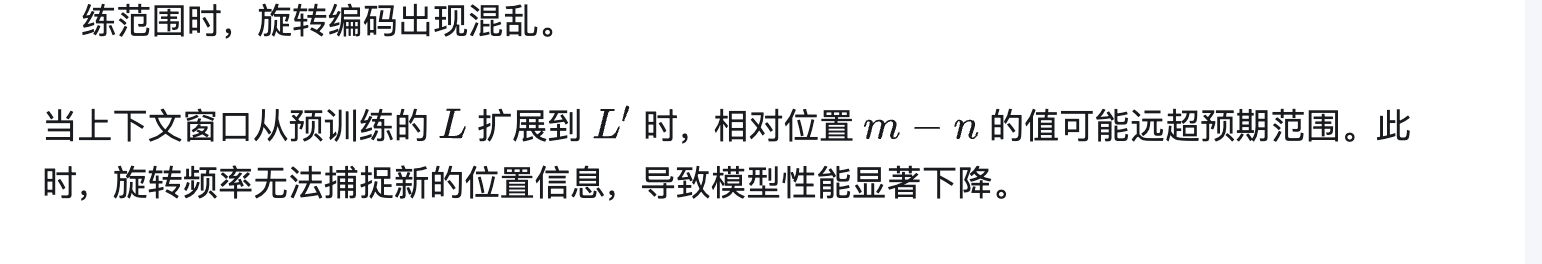 练范围时，旋转编码出现混乱。
当上下文窗口从预训练的 L 扩展到 L′ 时，相对位置 m − n 的值可能远超预期范围。此
时，旋转频率无法捕捉新的位置信息，导致模型性能显著下降。